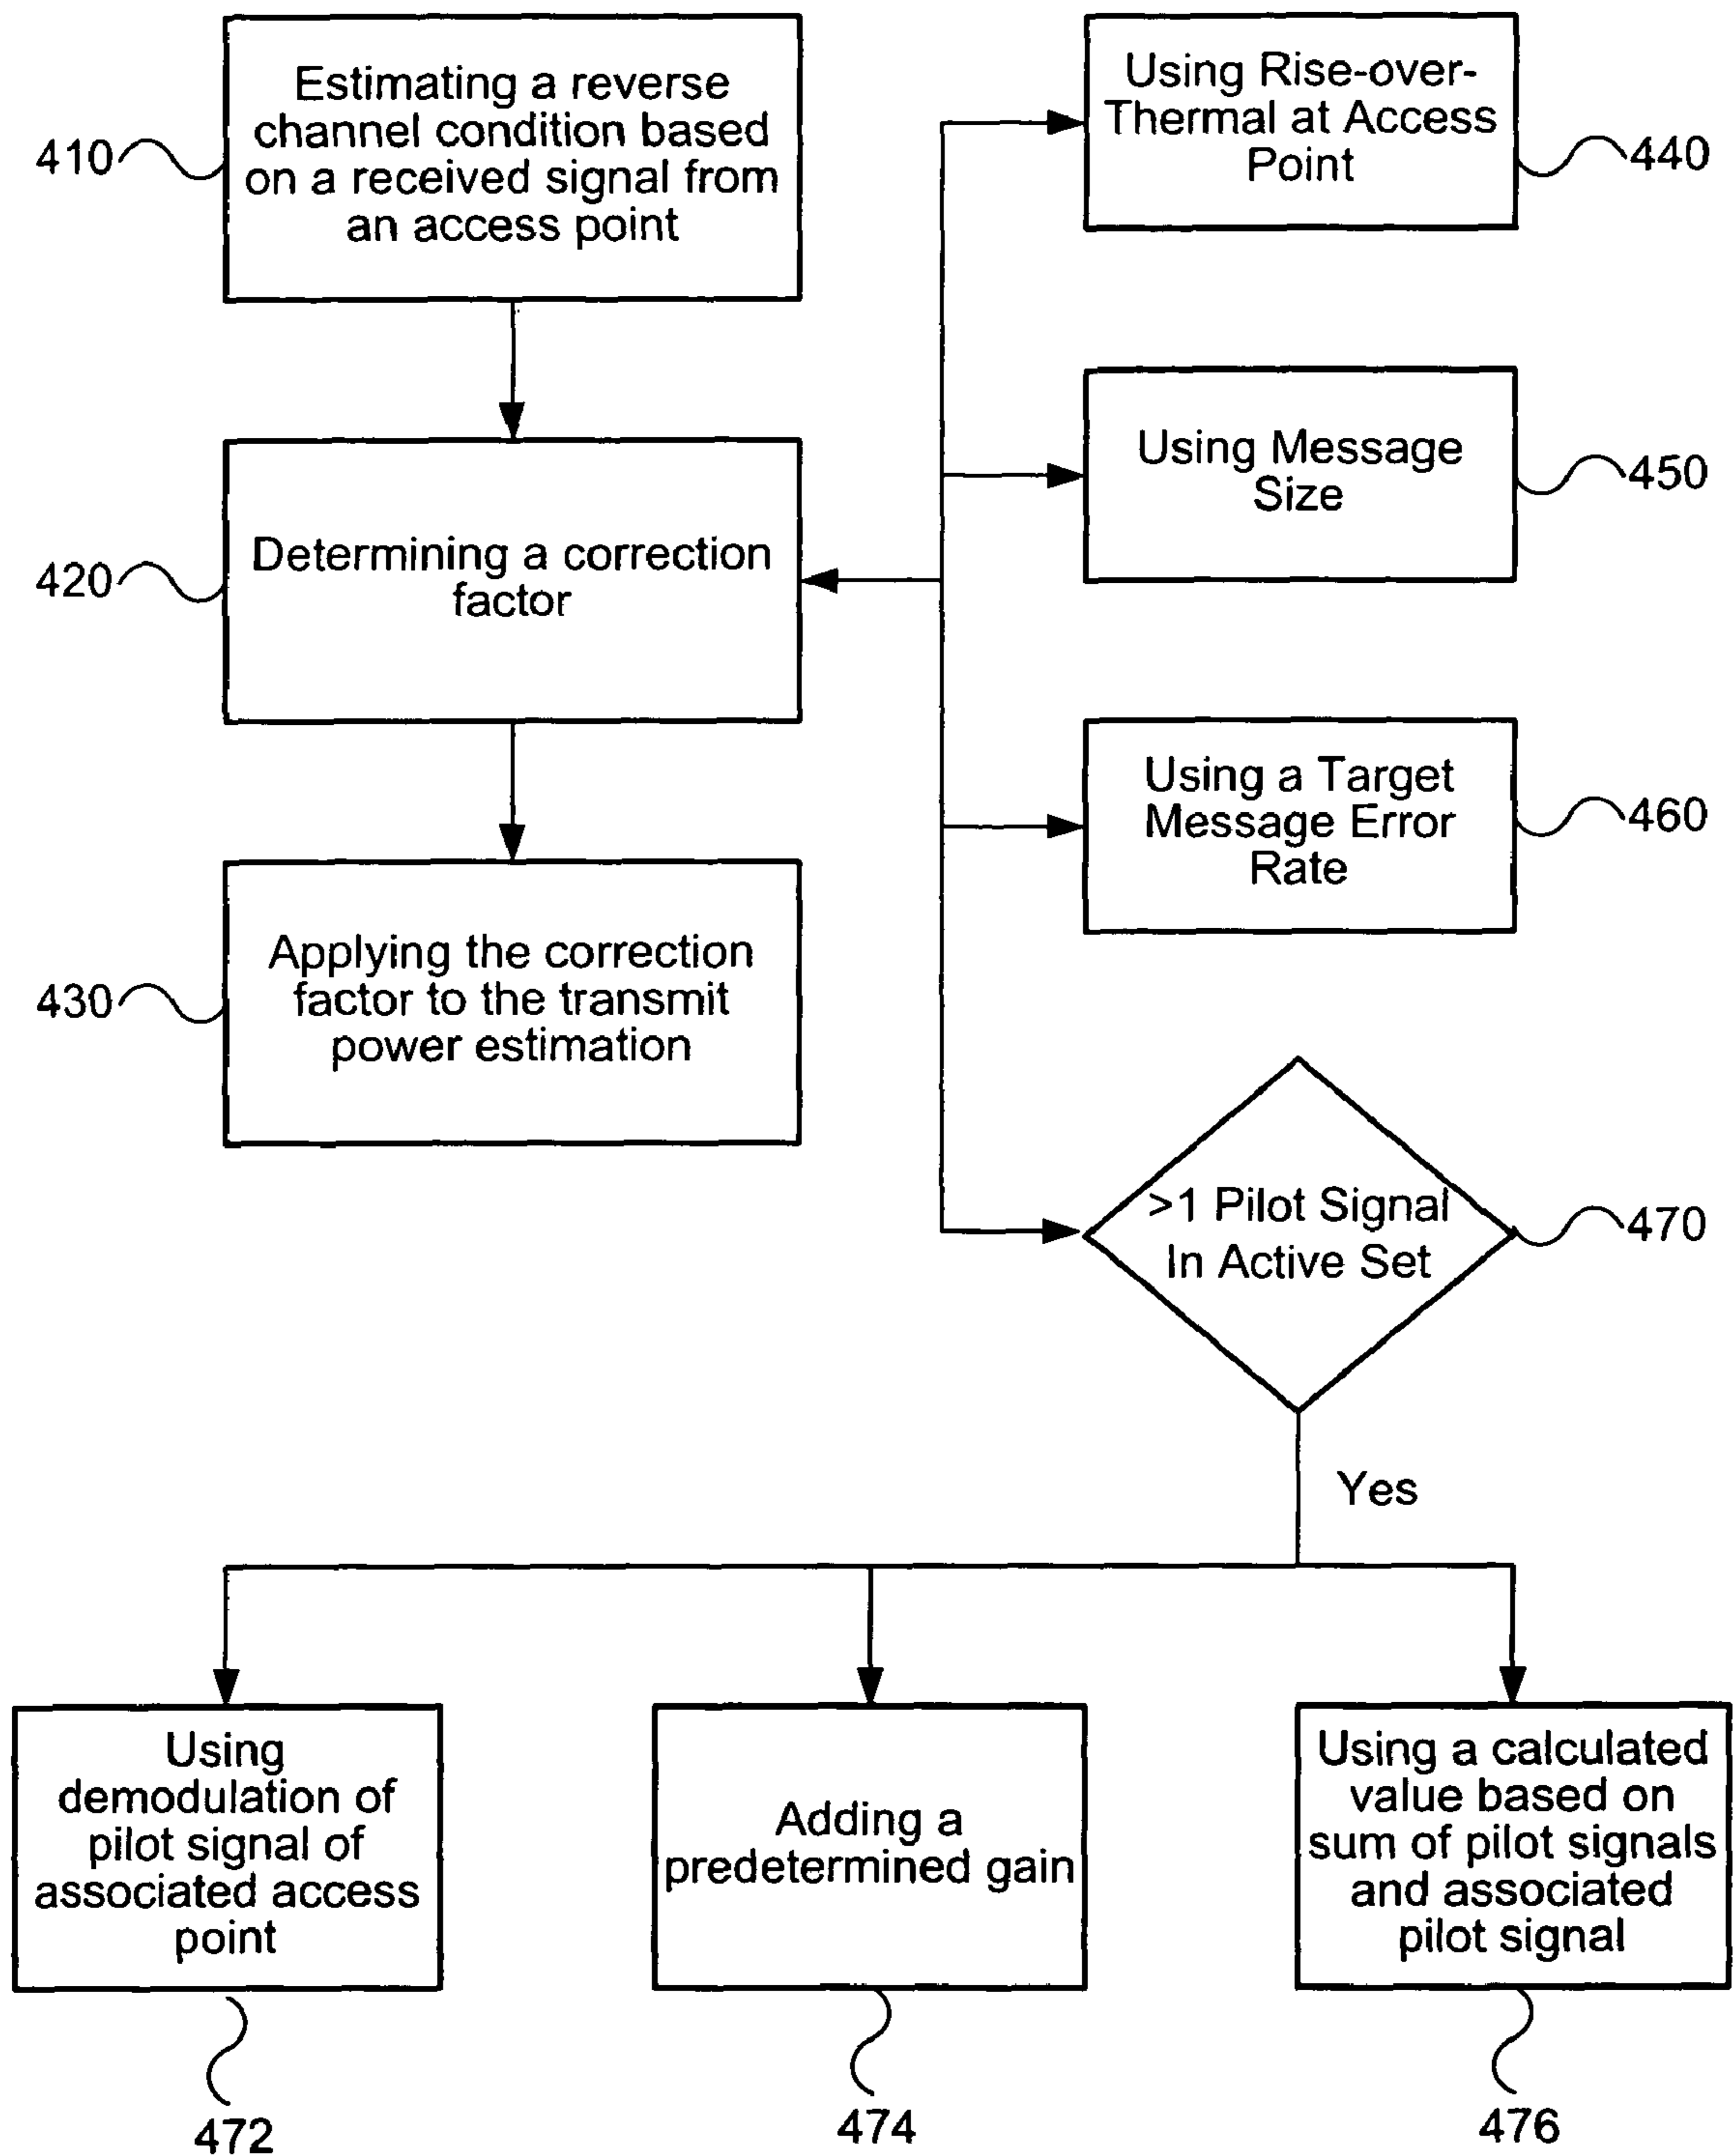 Estimating a reverse
channel condition based
on a received signal from
an access point
410
Using Rise-over-
Thermal at Access
Point
440
Using Message
Size
450
Determining a correction
factor
420
Using a Target
Message Error
Rate
460
Applying the correction
factor to the transmit
power estimation
430
>1 Pilot Signal
In Active Set
470
Yes
Using
demodulation of
pilot signal of
associated access
point
472
Adding a
predetermined gain
474
Using a calculated
value based on
sum of pilot signals
and associated
pilot signal
476